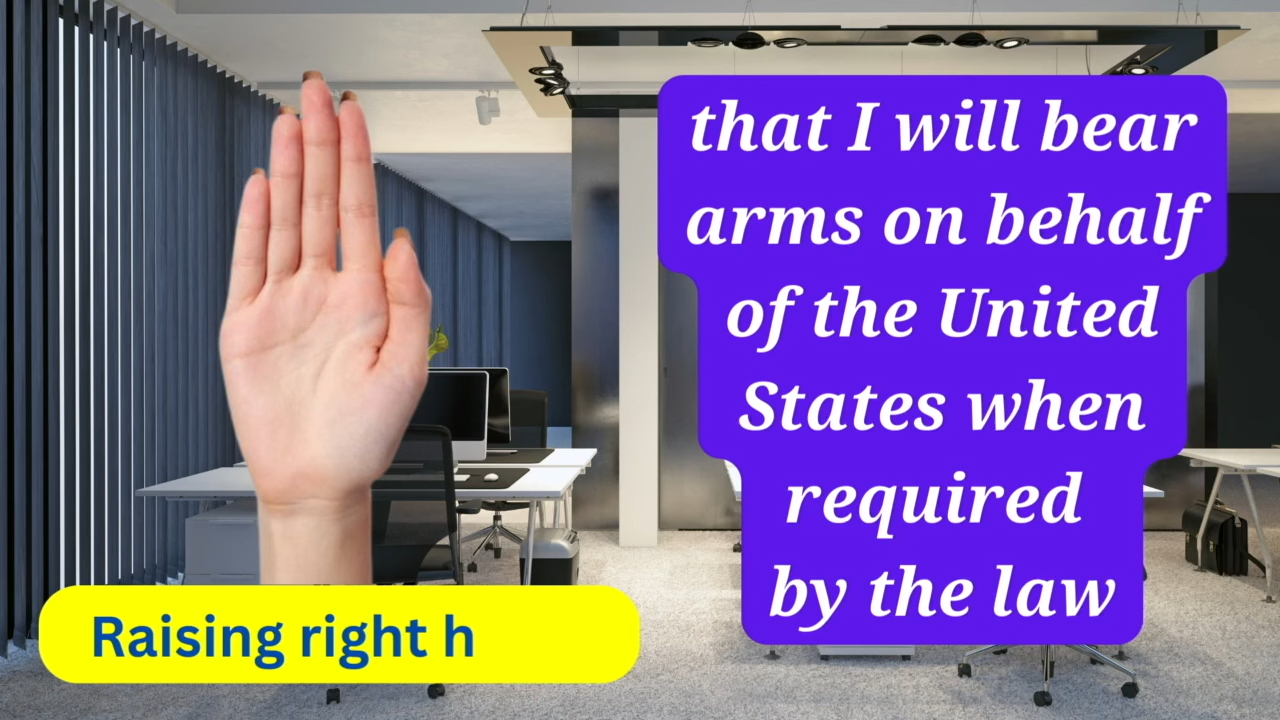 that I will bear
arms on behalf
of the United
States when
required
by the law
Raising right h